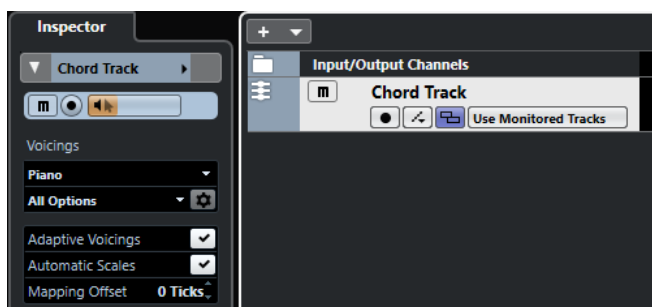 Inspector
Chord Track
m
Voicings
Piano
All Options
Adaptive Voicings
Automatic Scales
Mapping Offset 0 Ticks
+
Input/Output Channels
m Chord Track
Use Monitored Tracks